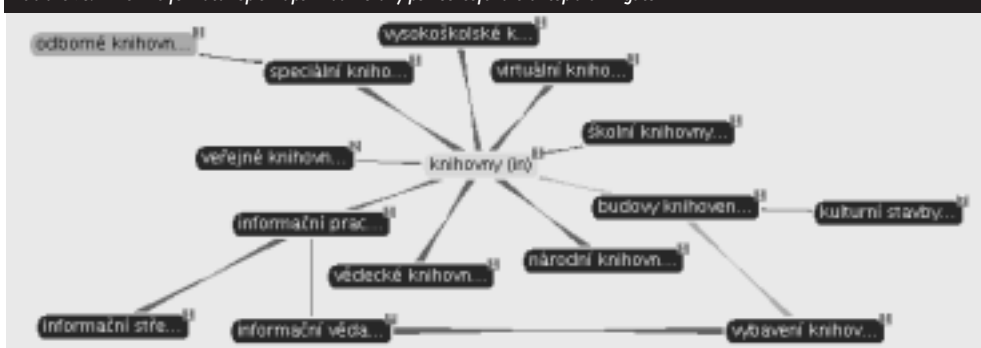 odborné knihovn...
vysokoškolské k...
speciální kniho...
virtuální kniho...
školní knihovny...
veřejné knihovn...
knihovny (in)
budovy knihoven...
kulturní stavby...
informační prac...
národní knihovn...
vědecké knihovn...
informační stře...
informační věda...
vybavení knihov...